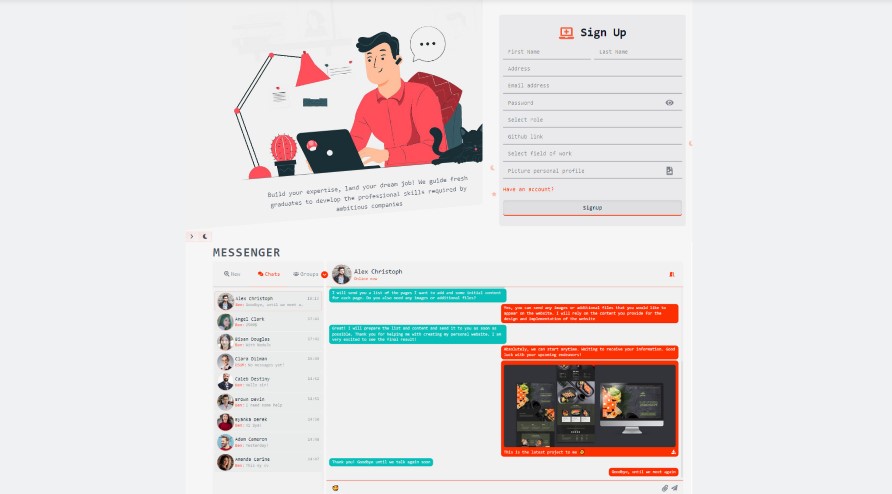 Sign Up
First Name
Last Name
Address
Email address
Password
Select role
Github link
Select field of work
Picture personal profile
Have an account!
SignUp
Build your expertise, land your dream job! We guide fresh
graduates to develop the professional skills required by
ambitious companies
MESSENGER
New
Chats
Groups
Alex Christoph
Online now
Alex Christoph
Angel Clark
Eisen Douglas
Ciara Dilman
Caleb Destiny
Brown Devin
Byanca Derek
Adam Cameron
Amanda Carina
I will send you a list of the pages I want to add and some initial content
for each page. Do you also need any images or additional files?
Yes, you can send any images or additional files that you would like to
appear on the website. I will rely on the content you provide for the
design and implementation of the website
Great! I will prepare the list and content and send it to you as soon as
possible. Thank you for helping me with creating my personal website. I am
very excited to see the final result!
Absolutely, we can start anytime. Waiting to receive your information. Good
luck with your upcoming endeavors!
This is the latest project to me
Thank you! Goodbye until we talk again soon
Goodbye, until we meet again